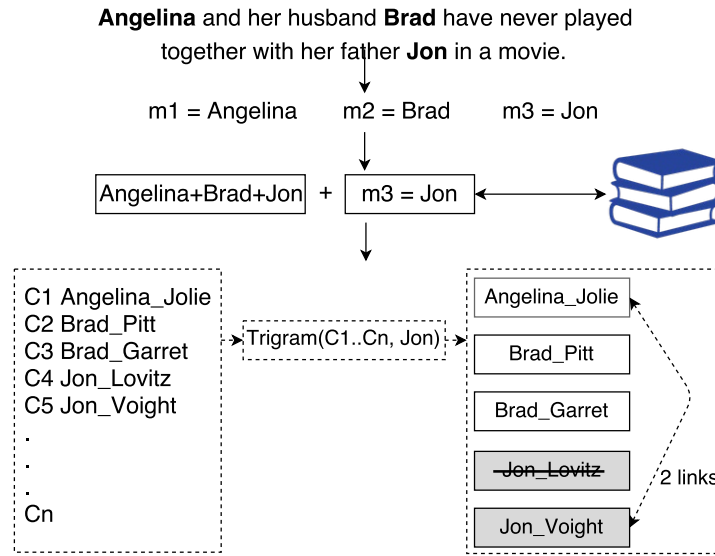 Angelina and her husband Brad have never played
together with her father Jon in a movie.
m1 = Angelina m2 = Brad m3 = Jon
Angelina+Brad+Jon + m3 = Jon
C1 Angelina_Jolie
C2 Brad_Pitt
C3 Brad_Garret
C4 Jon_Lovitz
C5 Jon_Voight
.
.
.
Cn
Trigram(C1..Cn, Jon)
Angelina_Jolie
Brad_Pitt
Brad_Garret
Jon_Lovitz
2 links
Jon_Voight